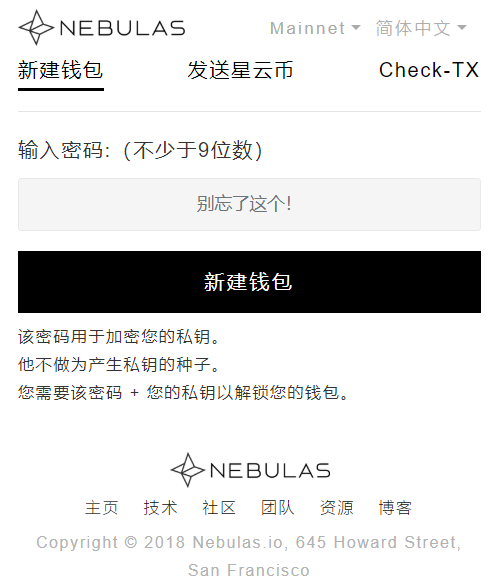 NEBULAS Mainnet 简体中文
新建钱包 发送星云币 Check-TX
输入密码:（不少于9位数）
别忘了这个！
新建钱包
该密码用于加密您的私钥。
他不做为产生私钥的种子。
您需要该密码 + 您的私钥以解锁您的钱包。
NEBULAS
主页 技术 社区 团队 资源 博客
Copyright © 2018 Nebulas.io, 645 Howard Street,
San Francisco